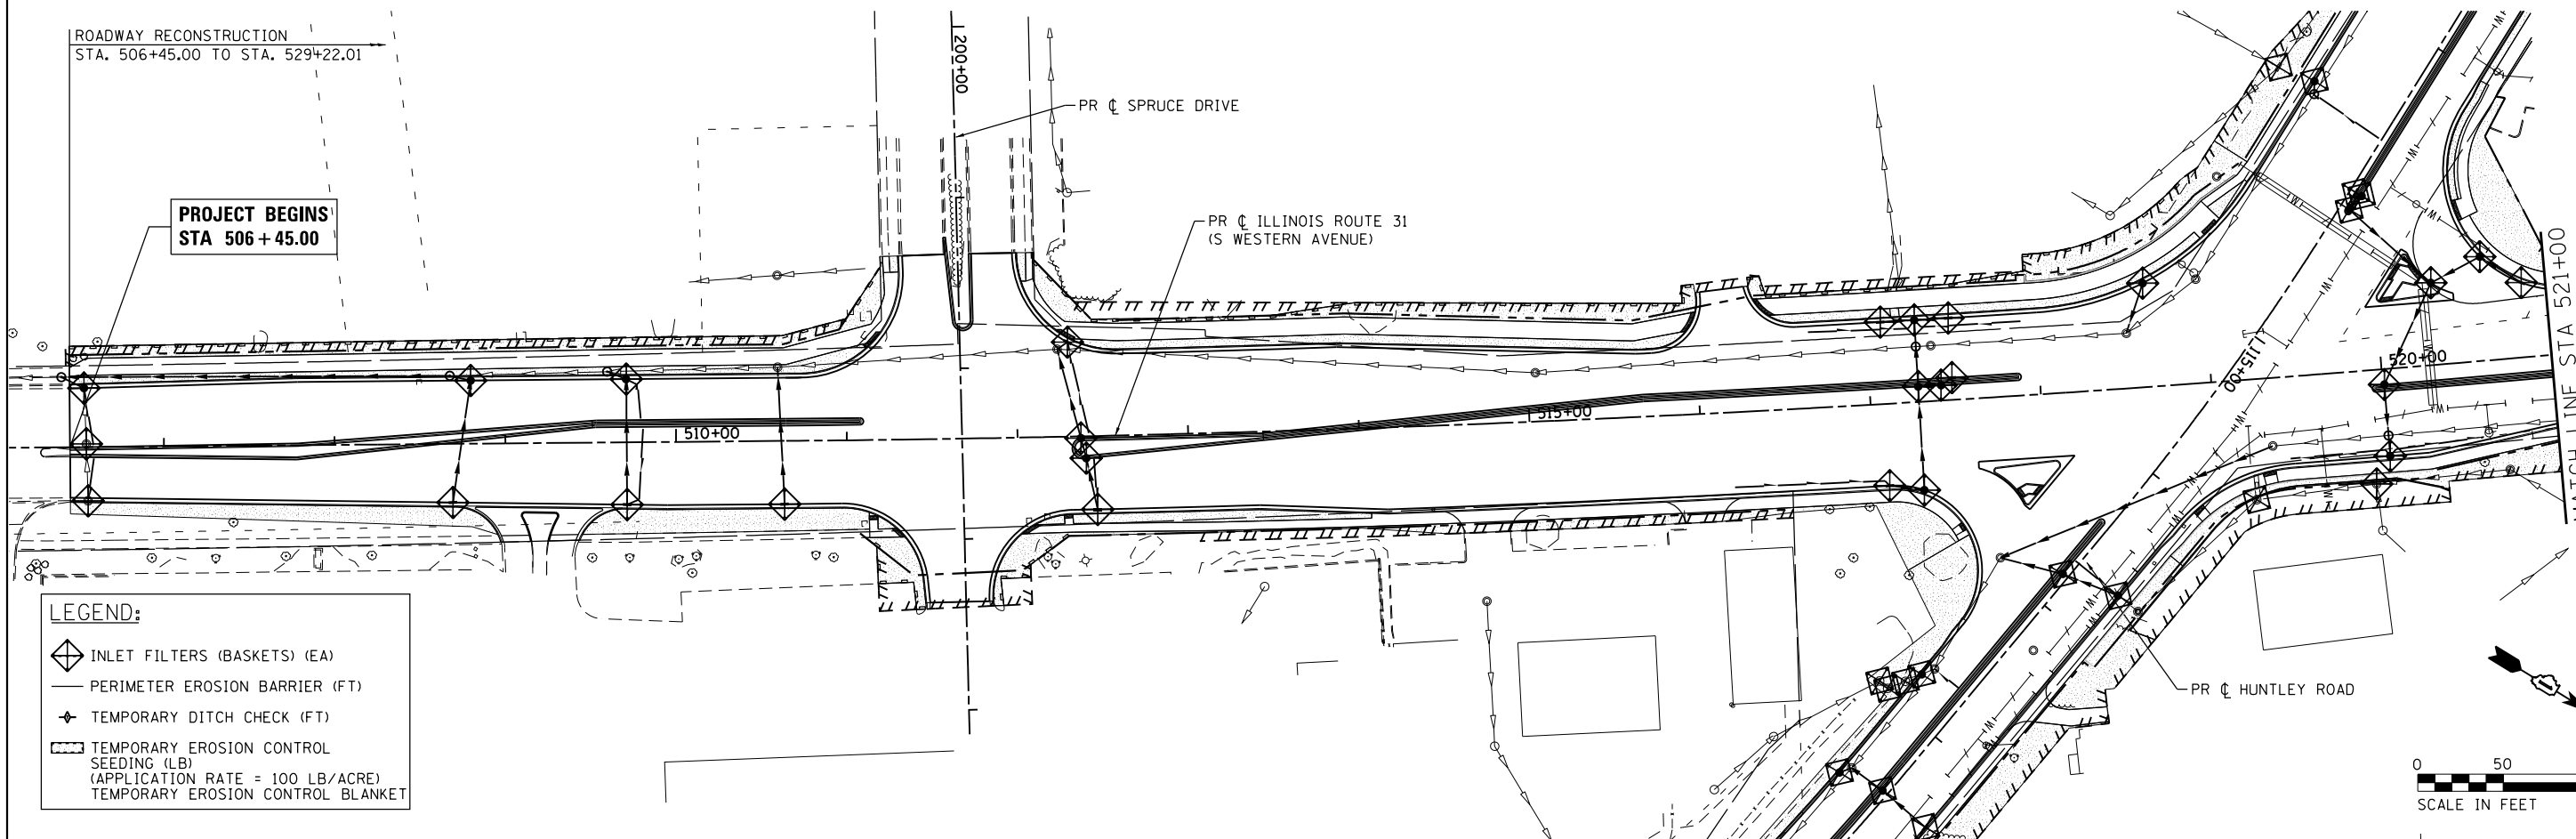 ROADWAY RECONSTRUCTION
STA. 506+45.00 TO STA. 529+22.01
PROJECT BEGINS
STA 506+45.00
200+00
PR ℄ SPRUCE DRIVE
PR ℄ ILLINOIS ROUTE 31
(S WESTERN AVENUE)
510+00
515+00
115+00
520+00
MATCH LINE STA 521+00
PR ℄ HUNTLEY ROAD
LEGEND:
INLET FILTERS (BASKETS) (EA)
PERIMETER EROSION BARRIER (FT)
TEMPORARY DITCH CHECK (FT)
TEMPORARY EROSION CONTROL
SEEDING (LB)
(APPLICATION RATE = 100 LB/ACRE)
TEMPORARY EROSION CONTROL BLANKET
0 50
SCALE IN FEET